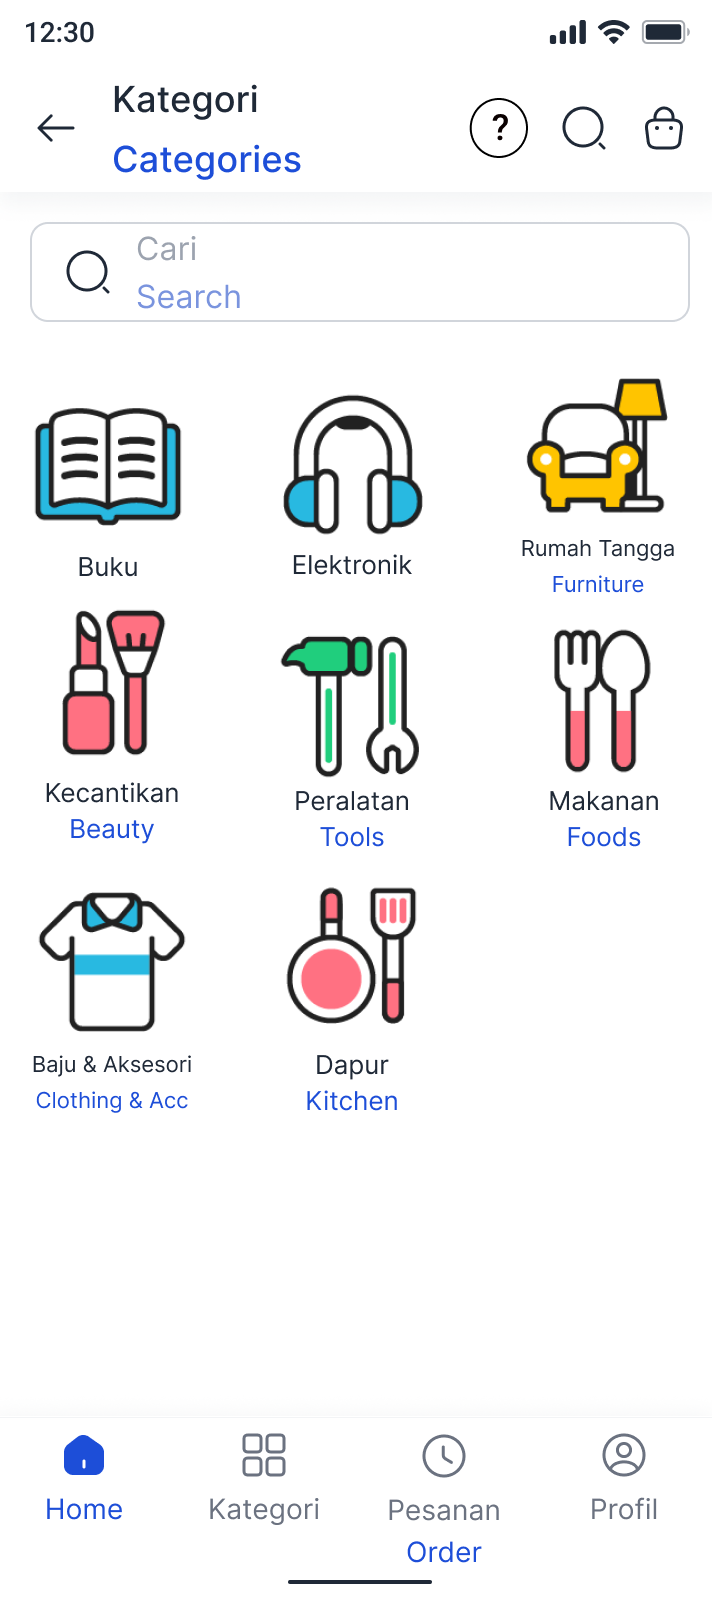 12:30
Kategori
Categories
?
Cari
Search
Buku
Elektronik
Rumah Tangga
Furniture
Kecantikan
Beauty
Peralatan
Tools
Makanan
Foods
Baju & Aksesori
Clothing & Acc
Dapur
Kitchen
Home
Kategori
Pesanan
Order
Profil